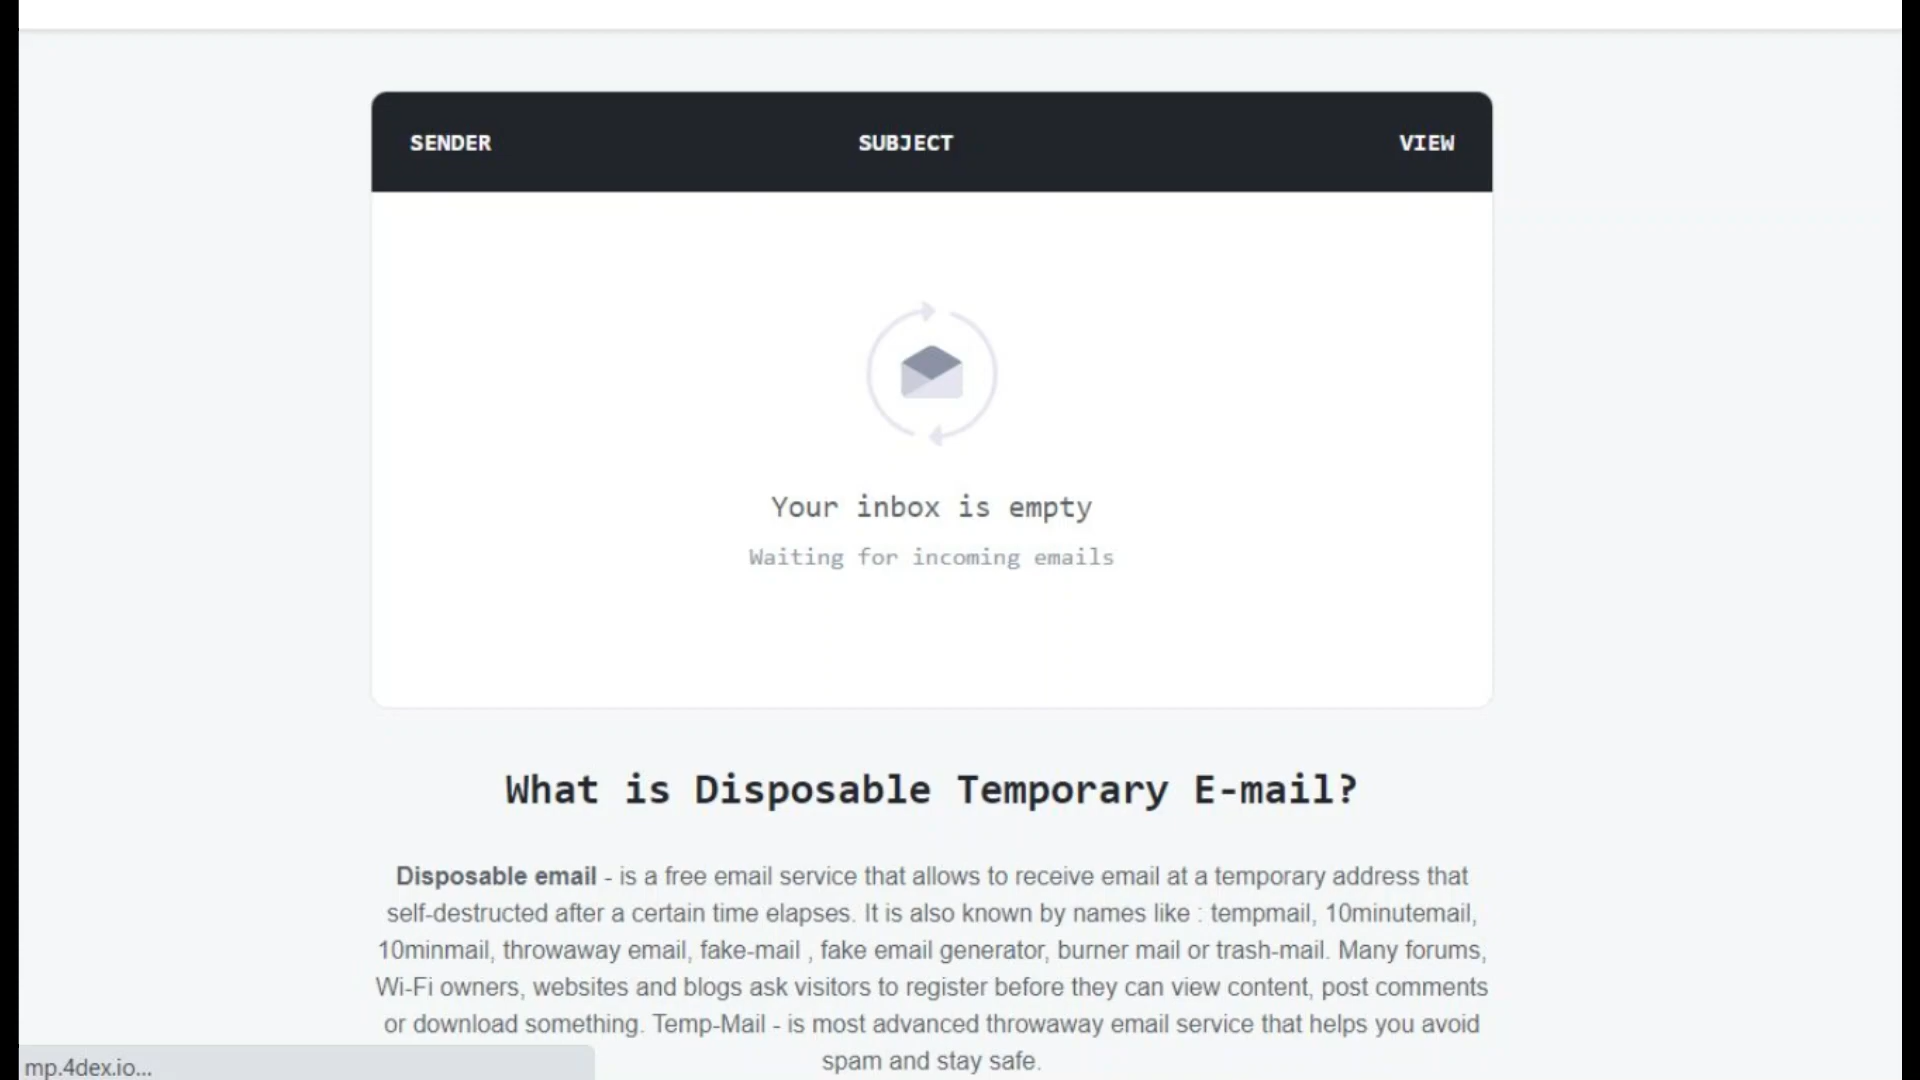 SENDER SUBJECT VIEW
Your inbox is empty
Waiting for incoming emails
What is Disposable Temporary E-mail?
Disposable email - is a free email service that allows to receive email at a temporary address that
self-destructed after a certain time elapses. It is also known by names like : tempmail, 10minutemail,
10minmail, throwaway email, fake-mail , fake email generator, burner mail or trash-mail. Many forums,
Wi-Fi owners, websites and blogs ask visitors to register before they can view content, post comments
or download something. Temp-Mail - is most advanced throwaway email service that helps you avoid
spam and stay safe.
mp.4dex.io...